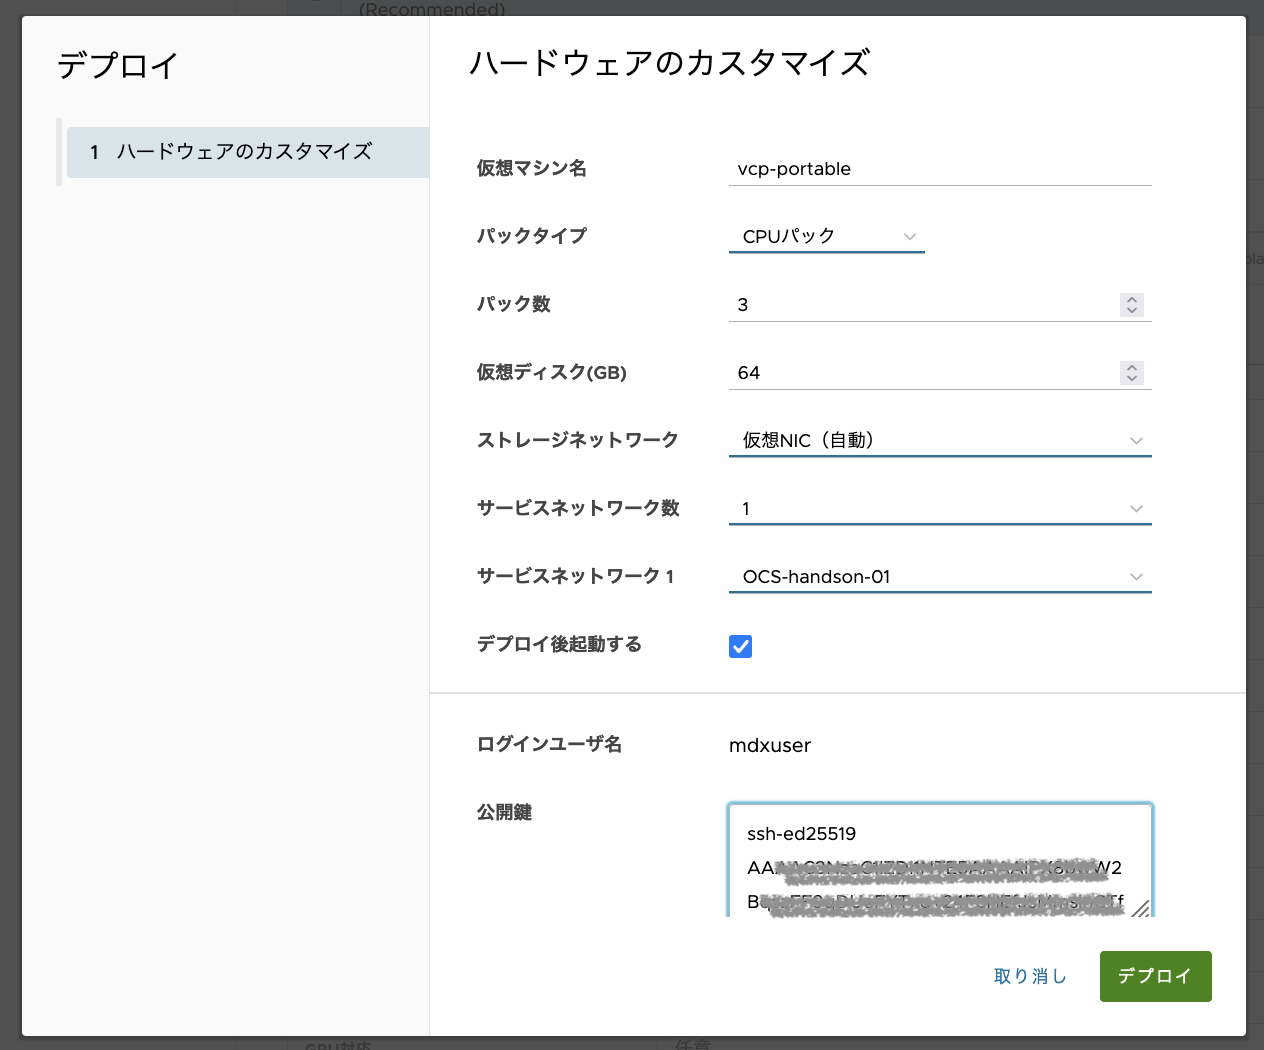 (Recommended)
デプロイ
1 ハードウェアのカスタマイズ
ハードウェアのカスタマイズ
仮想マシン名 vcp-portable
パックタイプ CPUパック
パック数 3
仮想ディスク(GB) 64
ストレージネットワーク 仮想NIC（自動）
サービスネットワーク数 1
サービスネットワーク 1 OCS-handson-01
デプロイ後起動する
ログインユーザ名 mdxuser
公開鍵 ssh-ed25519
取り消し デプロイ
GPU対応 任意